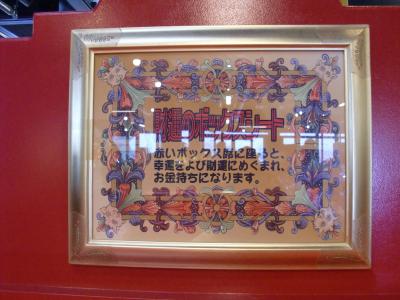 財運のボックスシート
赤いボックス席に座ると、
幸運および財運にめぐまれ、
お金持ちになります。